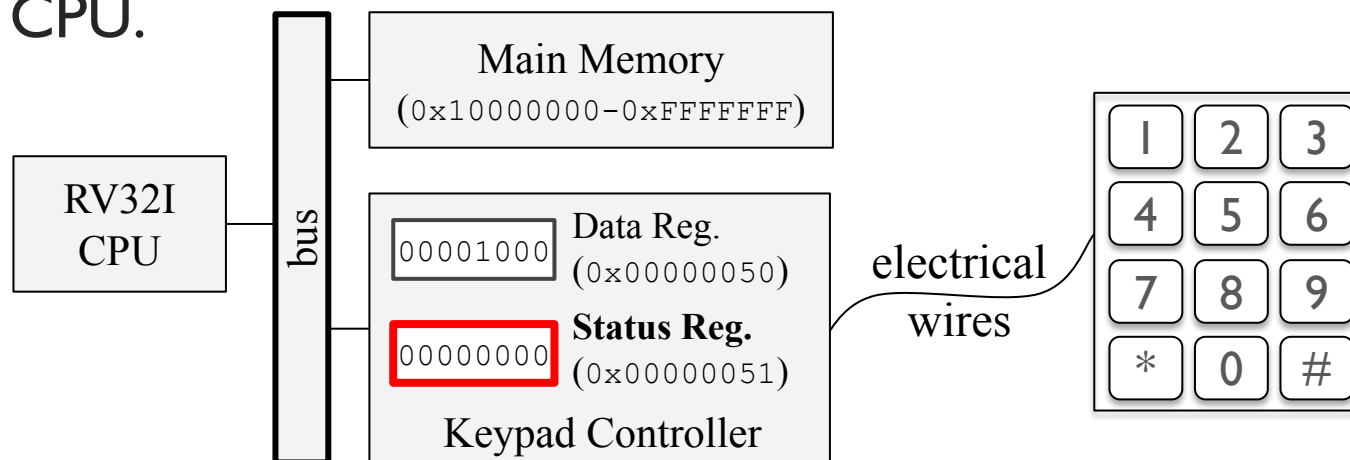 CPU.
Main Memory
(0x10000000-0xFFFFFFF)
RV32I
CPU
bus
00001000
Data Reg.
(0x00000050)
00000000
Status Reg.
(0x00000051)
Keypad Controller
electrical
wires
1 2 3
4 5 6
7 8 9
* 0 #